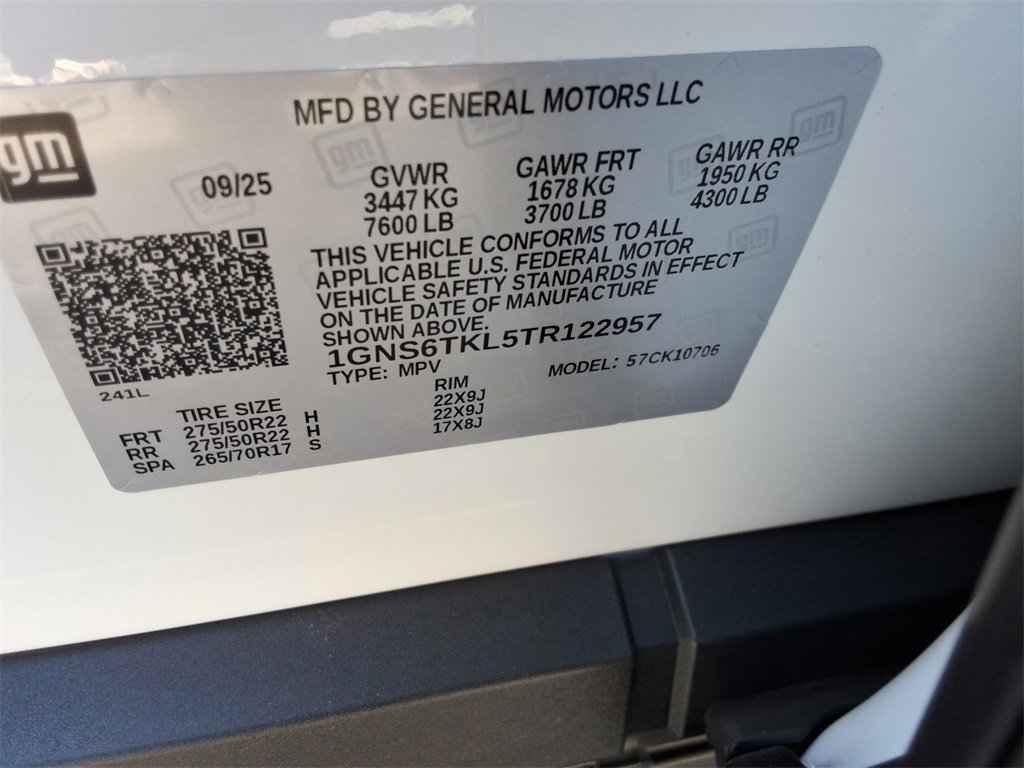 MFD BY GENERAL MOTORS LLC
gm
09/25
GVWR
3447 KG
7600 LB
GAWR FRT
1678 KG
3700 LB
GAWR RR
1950 KG
4300 LB
THIS VEHICLE CONFORMS TO ALL
APPLICABLE U.S. FEDERAL MOTOR
VEHICLE SAFETY STANDARDS IN EFFECT
ON THE DATE OF MANUFACTURE
SHOWN ABOVE.
1GNS6TKL5TR122957
TYPE: MPV MODEL: 57CK10706
241L
TIRE SIZE RIM
FRT 275/50R22 H 22X9J
RR 275/50R22 H 22X9J
SPA 265/70R17 S 17X8J